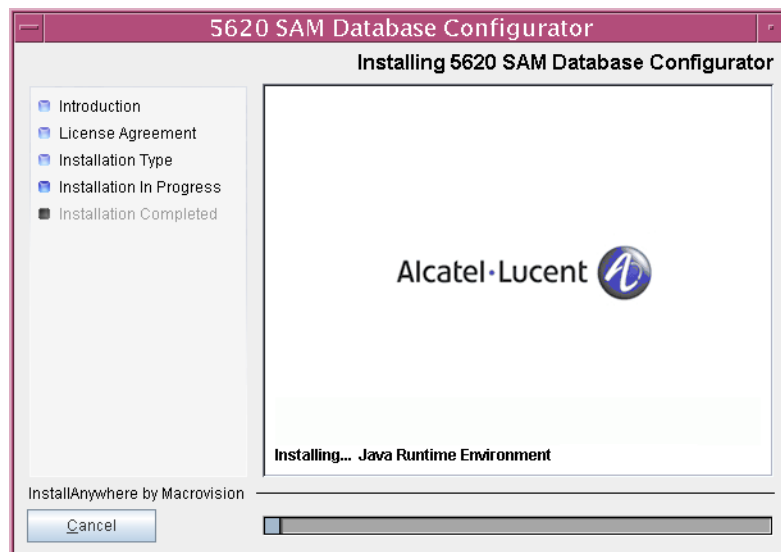 5620 SAM Database Configurator
Installing 5620 SAM Database Configurator
Introduction
License Agreement
Installation Type
Installation In Progress
Installation Completed
Alcatel·Lucent
Installing... Java Runtime Environment
InstallAnywhere by Macrovision
Cancel